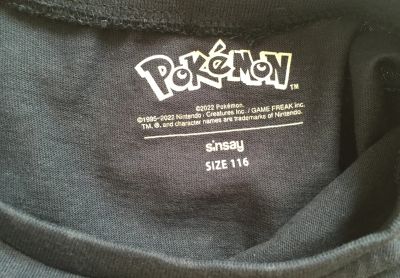 POKéMON TM
©2022 Pokémon.
©1995-2022 Nintendo · Creatures Inc. / GAME FREAK inc.
TM, ®, and character names are trademarks of Nintendo.
sinsay
SIZE 116